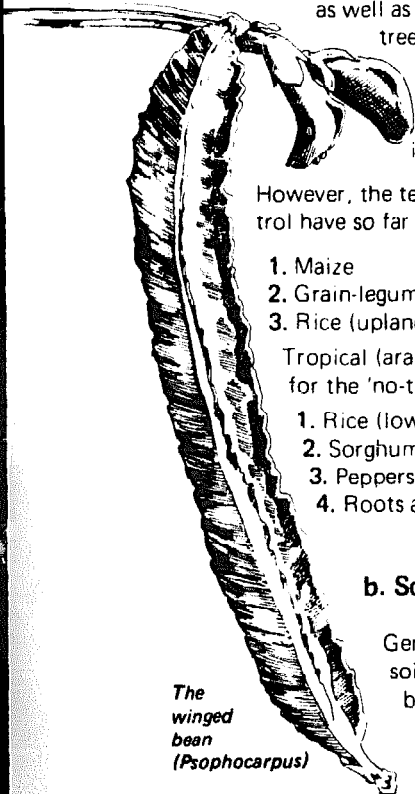 as well as
tree
However, the te
trol have so far
1. Maize
2. Grain-legum
3. Rice (uplan
Tropical (ara
for the 'no-t
1. Rice (low
2. Sorghum
3. Peppers
4. Roots a
b. So
Ger
soi
b
The
winged
bean
(Psophocarpus)